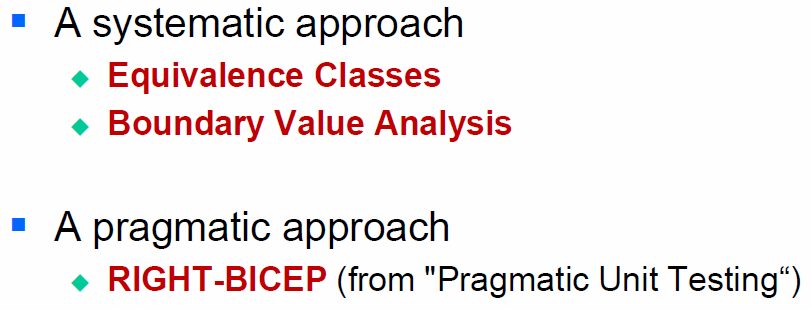 A systematic approach
Equivalence Classes
Boundary Value Analysis
A pragmatic approach
RIGHT-BICEP (from "Pragmatic Unit Testing“)